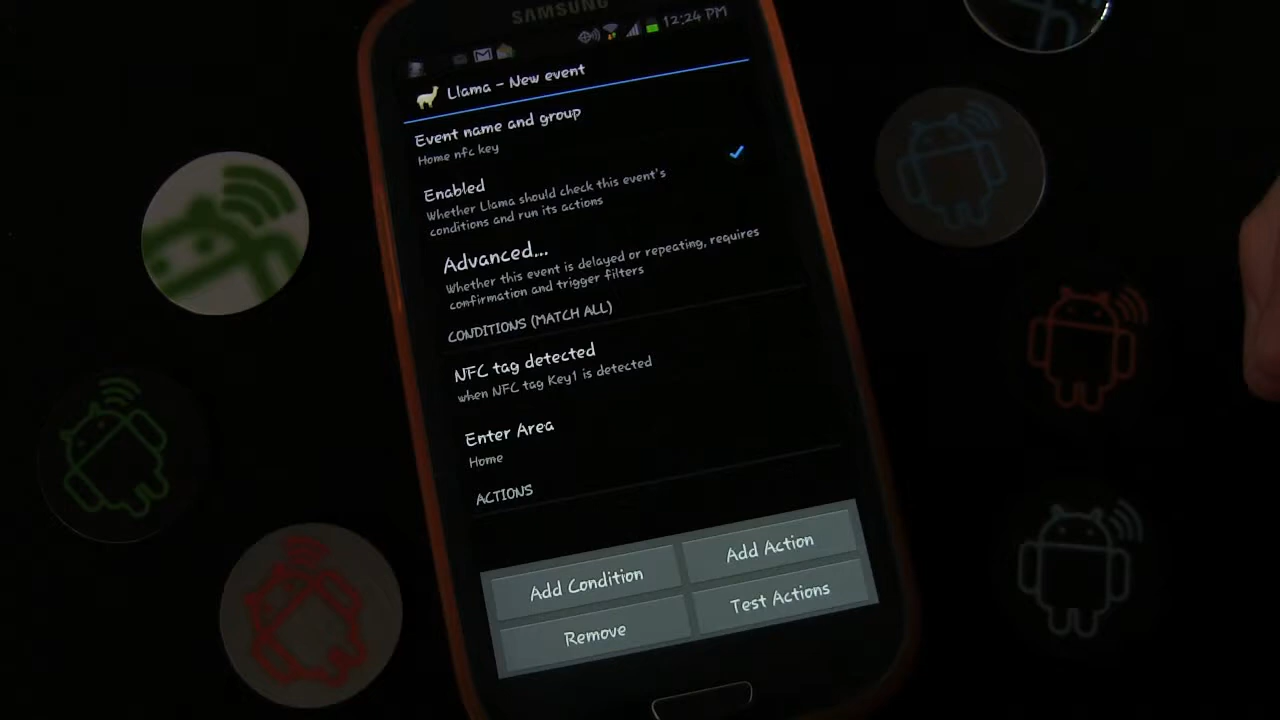 SAMSUNG
12:24 PM
Llama - New event
Event name and group
Home nfc key
Enabled
Whether Llama should check this event's
conditions and run its actions
Advanced...
Whether this event is delayed or repeating, requires
confirmation and trigger filters
CONDITIONS (MATCH ALL)
NFC tag detected
when NFC tag Key1 is detected
Enter Area
Home
ACTIONS
Add Condition
Add Action
Remove
Test Actions